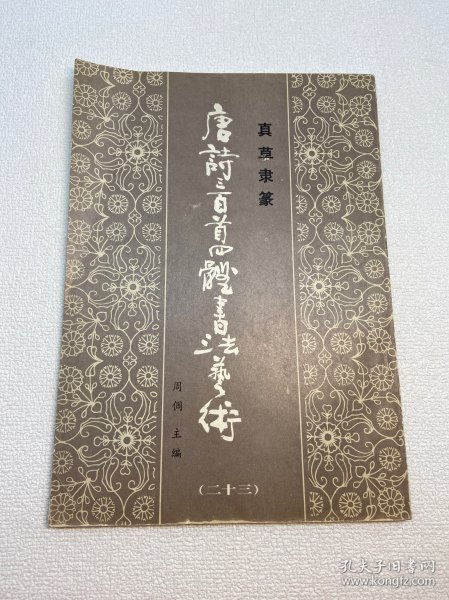 真草隶篆
唐詩三百首四體書法藝術
周倜 主编
(二十三)
孔夫子旧书网
www.kongfz.com